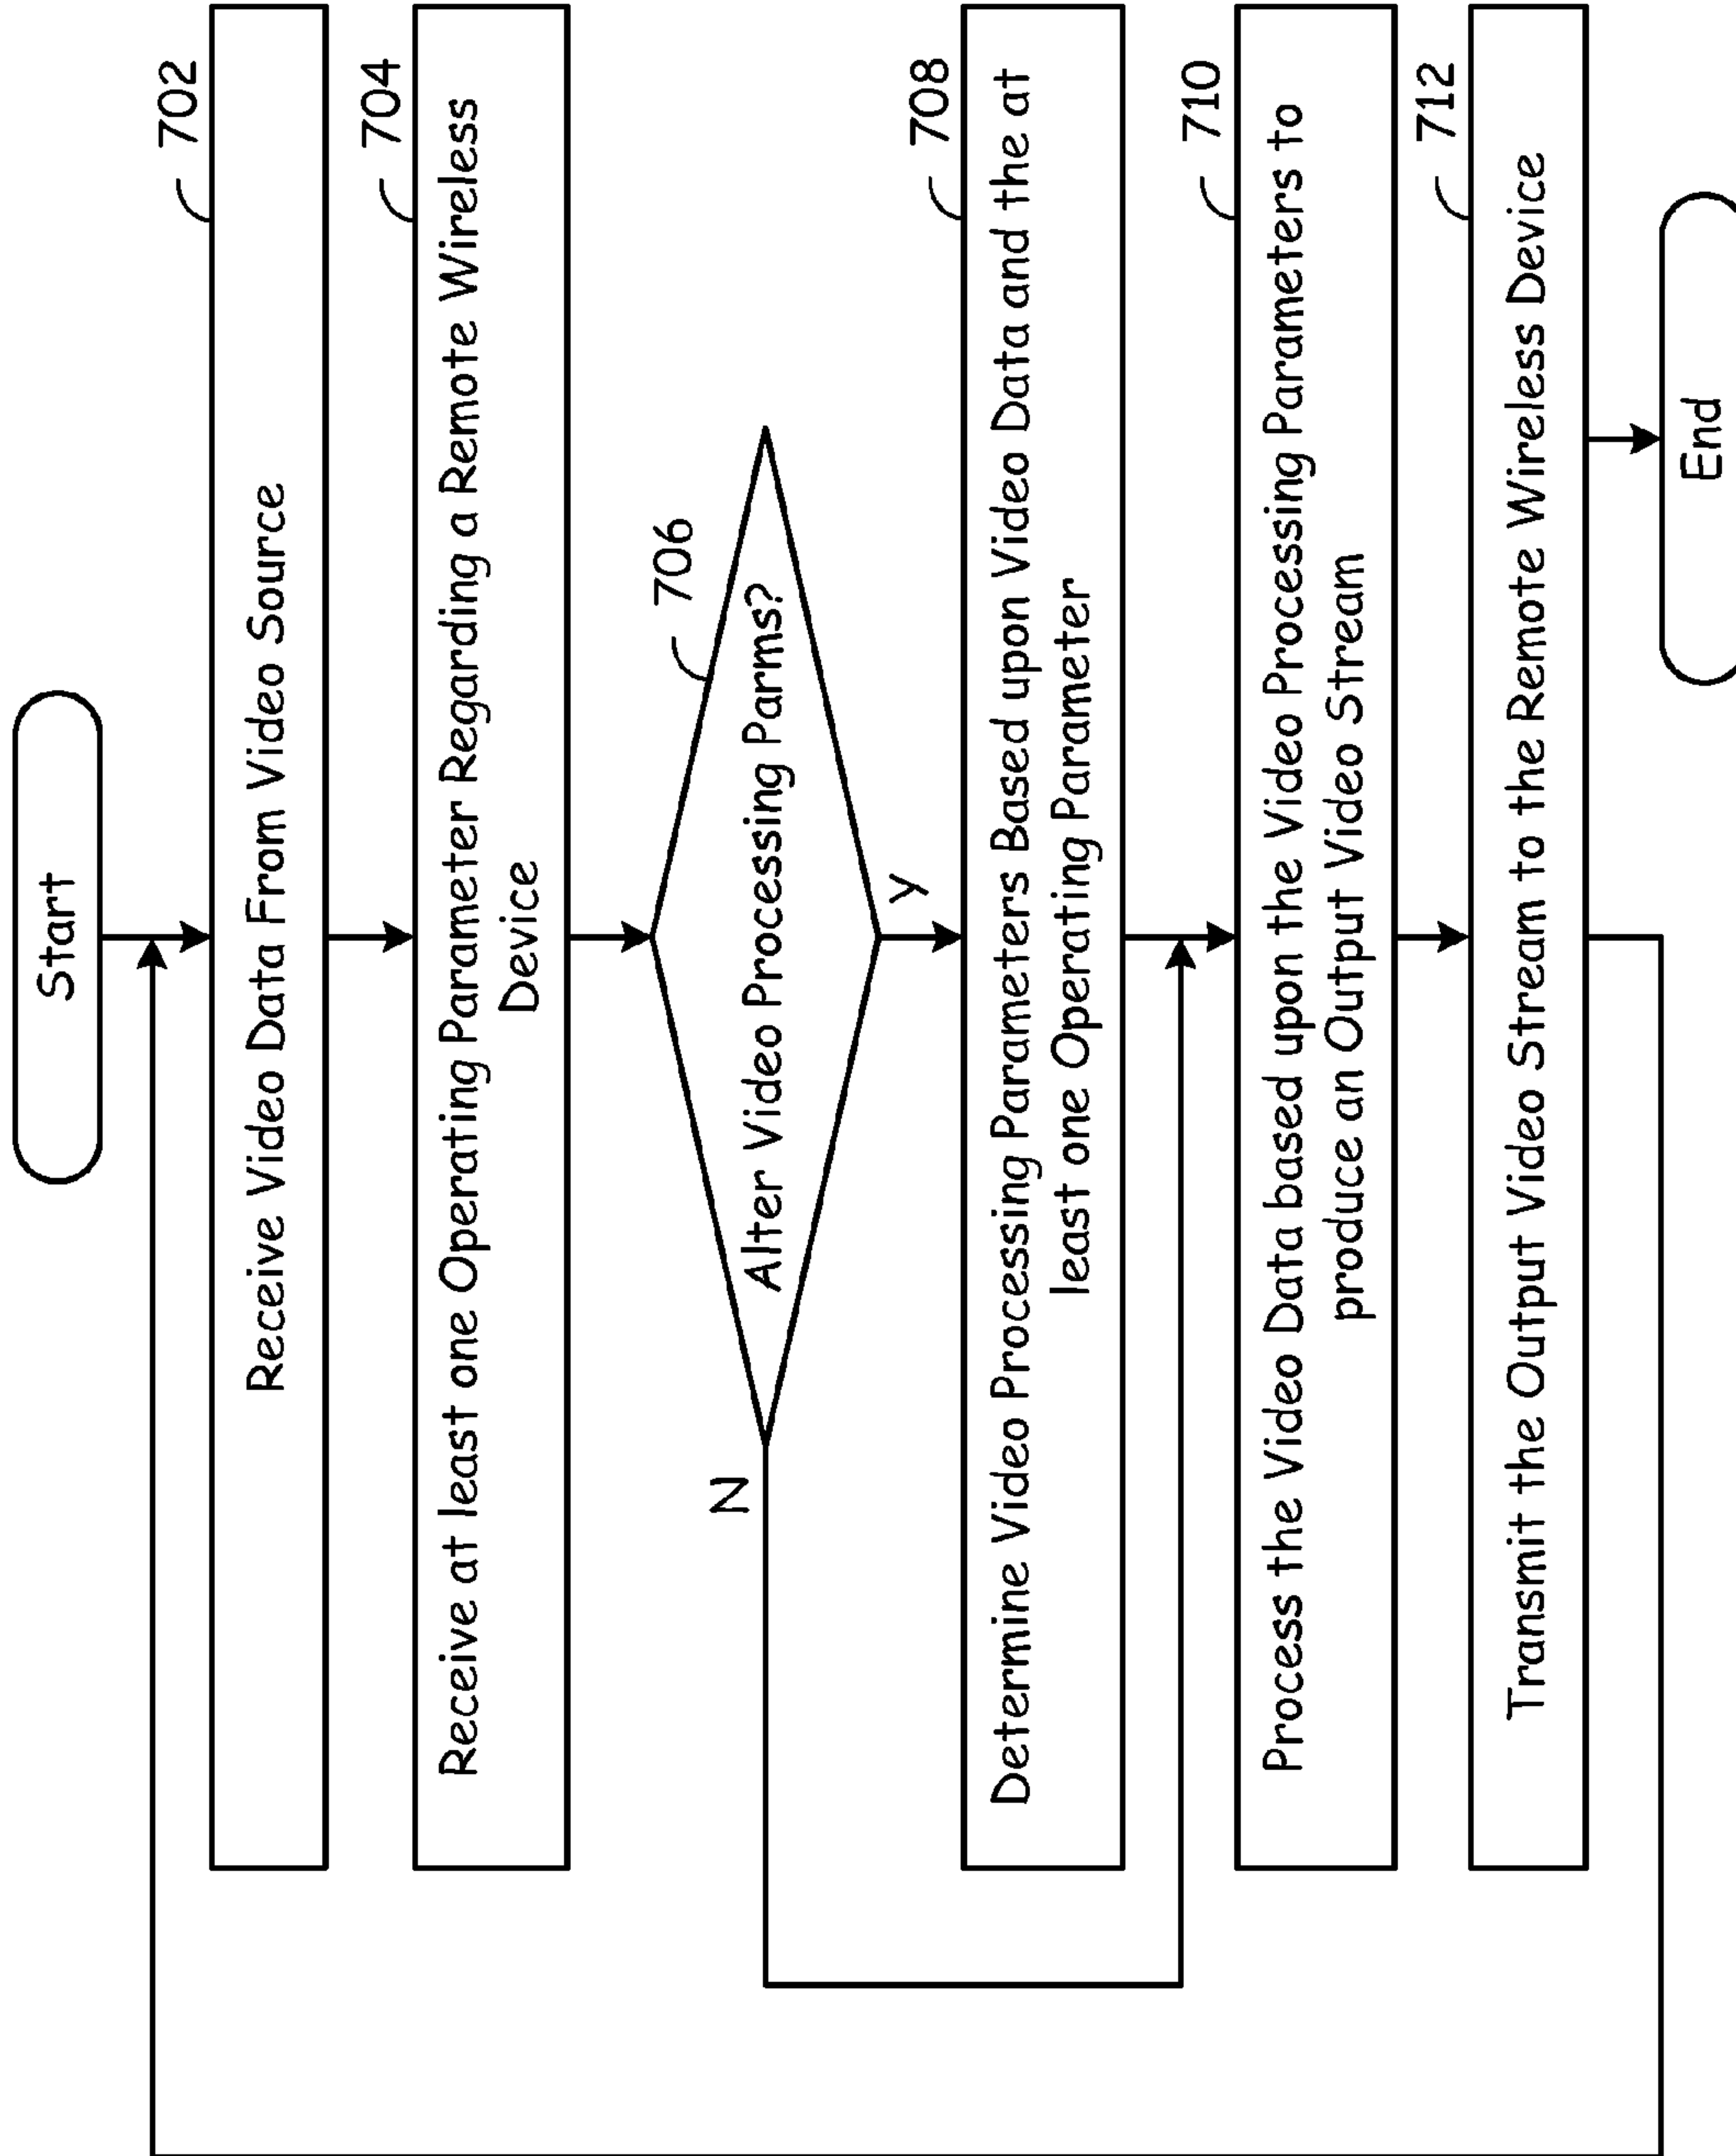 Start
702
Receive Video Data From Video Source
704
Receive at least one Operating Parameter Regarding a Remote Wireless
Device
706
Alter Video Processing Parms?
N
Y
708
Determine Video Processing Parameters Based upon Video Data and the at
least one Operating Parameter
710
Process the Video Data based upon the Video Processing Parameters to
produce an Output Video Stream
712
Transmit the Output Video Stream to the Remote Wireless Device
End